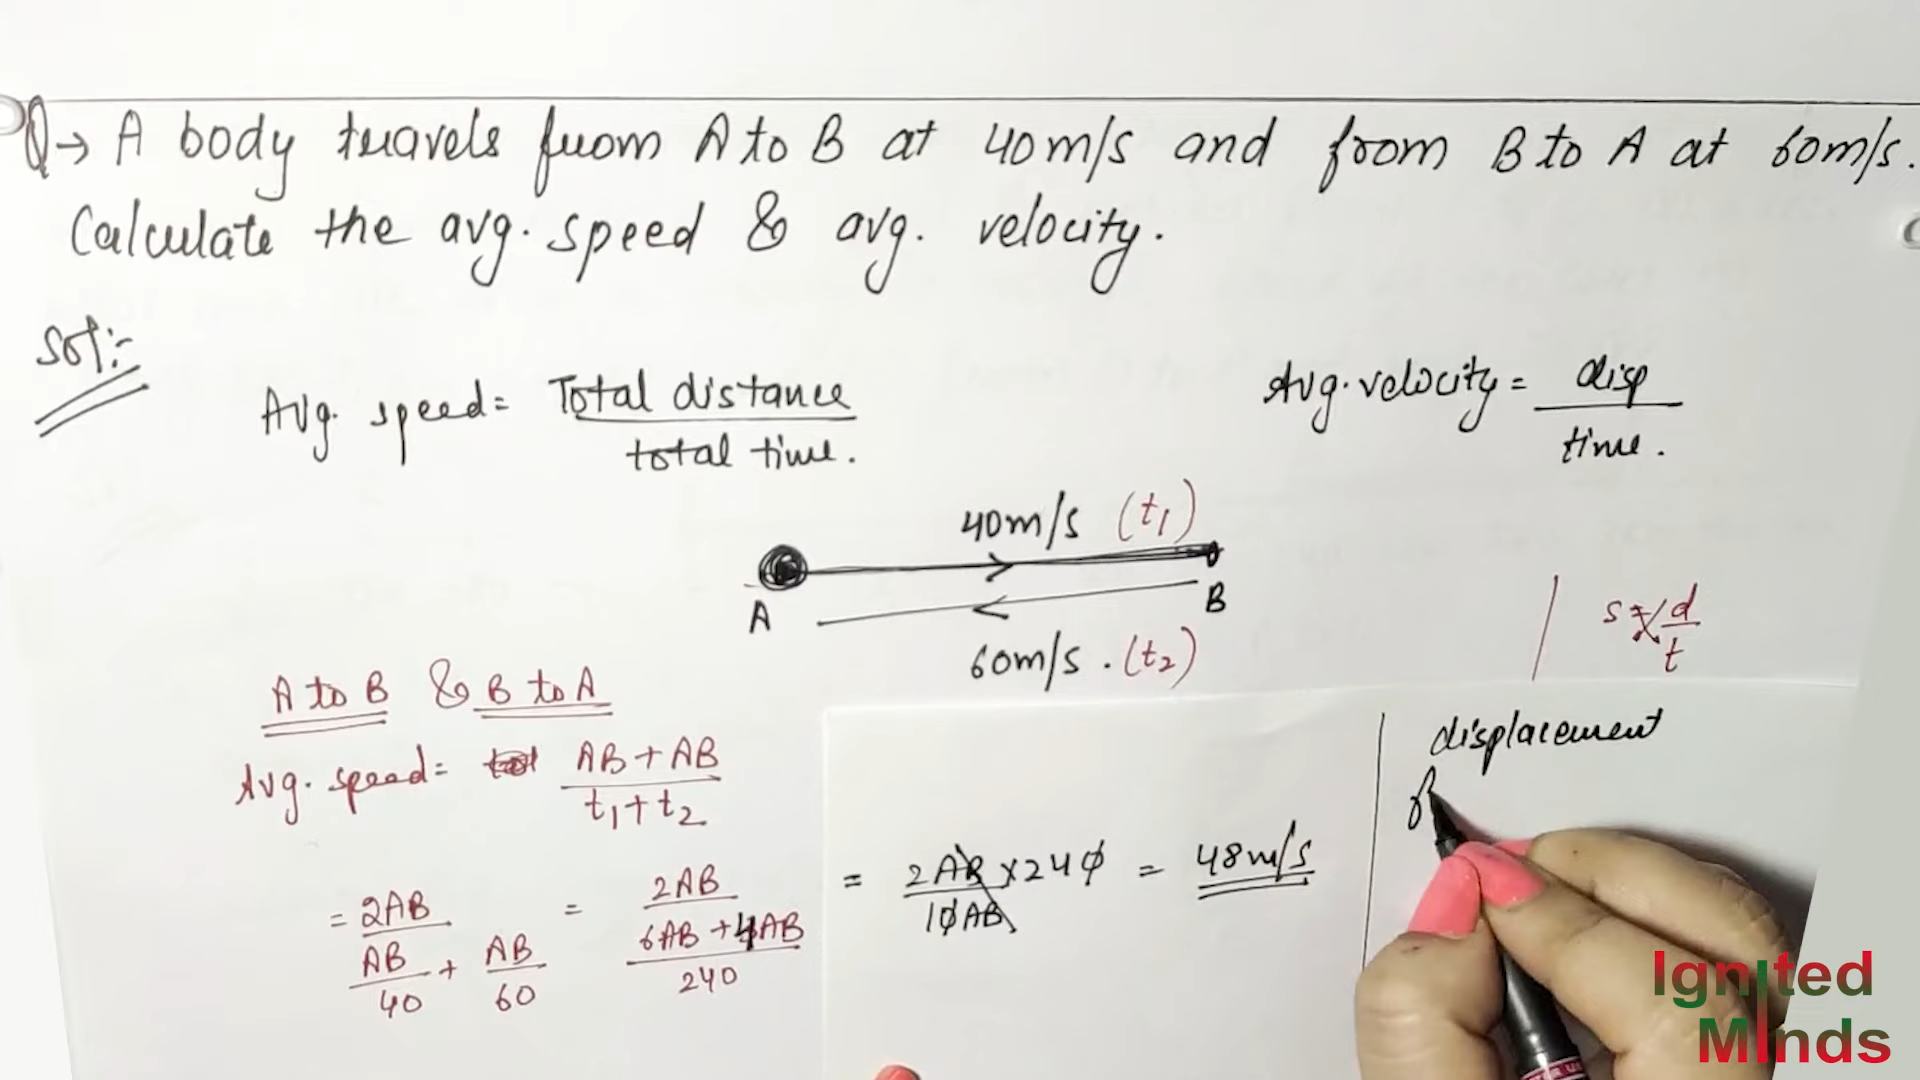 Q→ A body travels from A to B at 40m/s and from B to A at 60m/s.
Calculate the avg. speed & avg. velocity.
Sol:-
Avg. speed = Total distance / total time.
Avg. velocity = disp / time.
40m/s (t₁)
A
B
60m/s. (t₂)
s = d / t
A to B & B to A
Avg. speed = AB + AB / t₁ + t₂
= 2AB / AB/40 + AB/60 = 2AB / 6AB + 4AB / 240 = 2AB × 240 / 10AB = 48m/s
displacement
Ignited
Minds